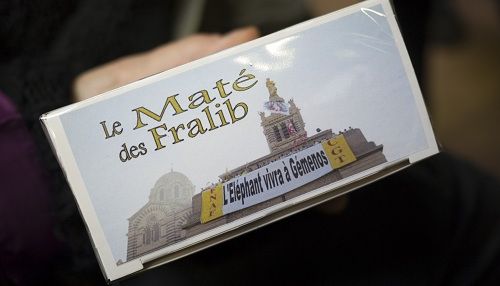 Le Maté
des Fralib
L'Eléphant vivra à Gémenos
CGT